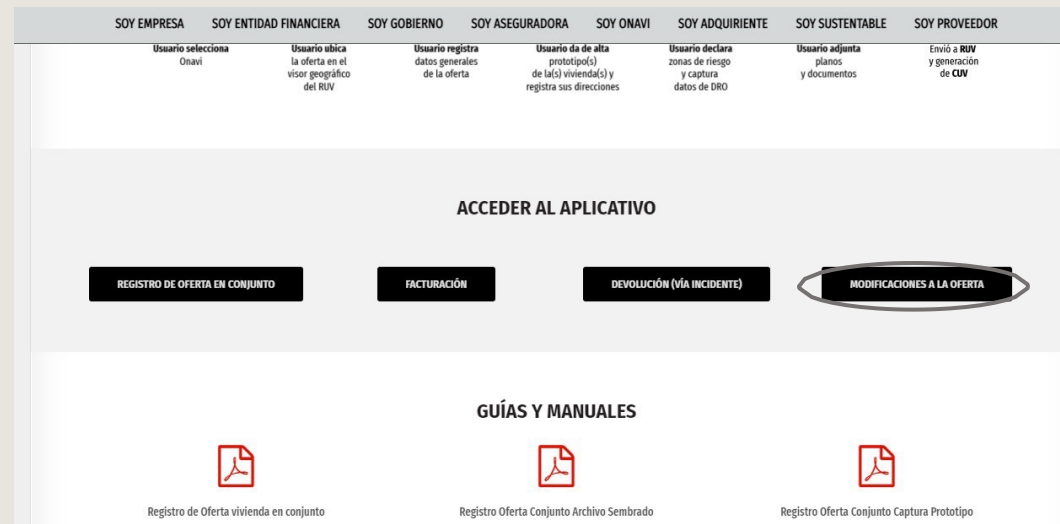 SOY EMPRESA SOY ENTIDAD FINANCIERA SOY GOBIERNO SOY ASEGURADORA SOY ONAVI SOY ADQUIRIENTE SOY SUSTENTABLE SOY PROVEEDOR
Usuario selecciona
Onavi
Usuario ubica
la oferta en el
visor geográfico
del RUV
Usuario registra
datos generales
de la oferta
Usuario da de alta
prototipo(s)
de la(s) vivienda(s) y
registra sus direcciones
Usuario declara
zonas de riesgo
y captura
datos de DRO
Usuario adjunta
planos
y documentos
Envió a RUV
y generación
de CUV
ACCEDER AL APLICATIVO
REGISTRO DE OFERTA EN CONJUNTO
FACTURACIÓN
DEVOLUCIÓN (VÍA INCIDENTE)
MODIFICACIONES A LA OFERTA
GUÍAS Y MANUALES
Registro de Oferta vivienda en conjunto
Registro Oferta Conjunto Archivo Sembrado
Registro Oferta Conjunto Captura Prototipo